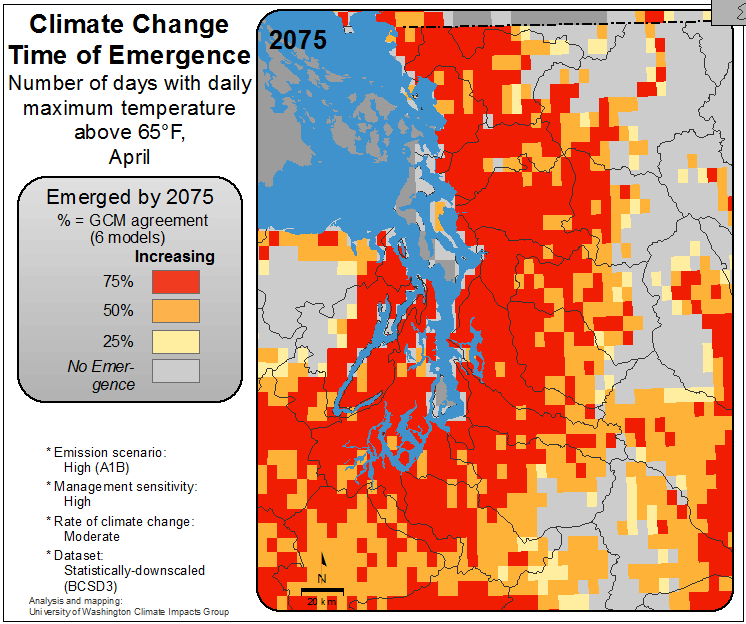 Climate Change
Time of Emergence
Number of days with daily
maximum temperature
above 65°F,
April
Emerged by 2075
% = GCM agreement
(6 models)
Increasing
75%
50%
25%
No Emer-
gence
* Emission scenario:
High (A1B)
* Management sensitivity:
High
* Rate of climate change:
Moderate
* Dataset:
Statistically-downscaled
(BCSD3)
Analysis and mapping:
University of Washington Climate Impacts Group
2075
N
20 km